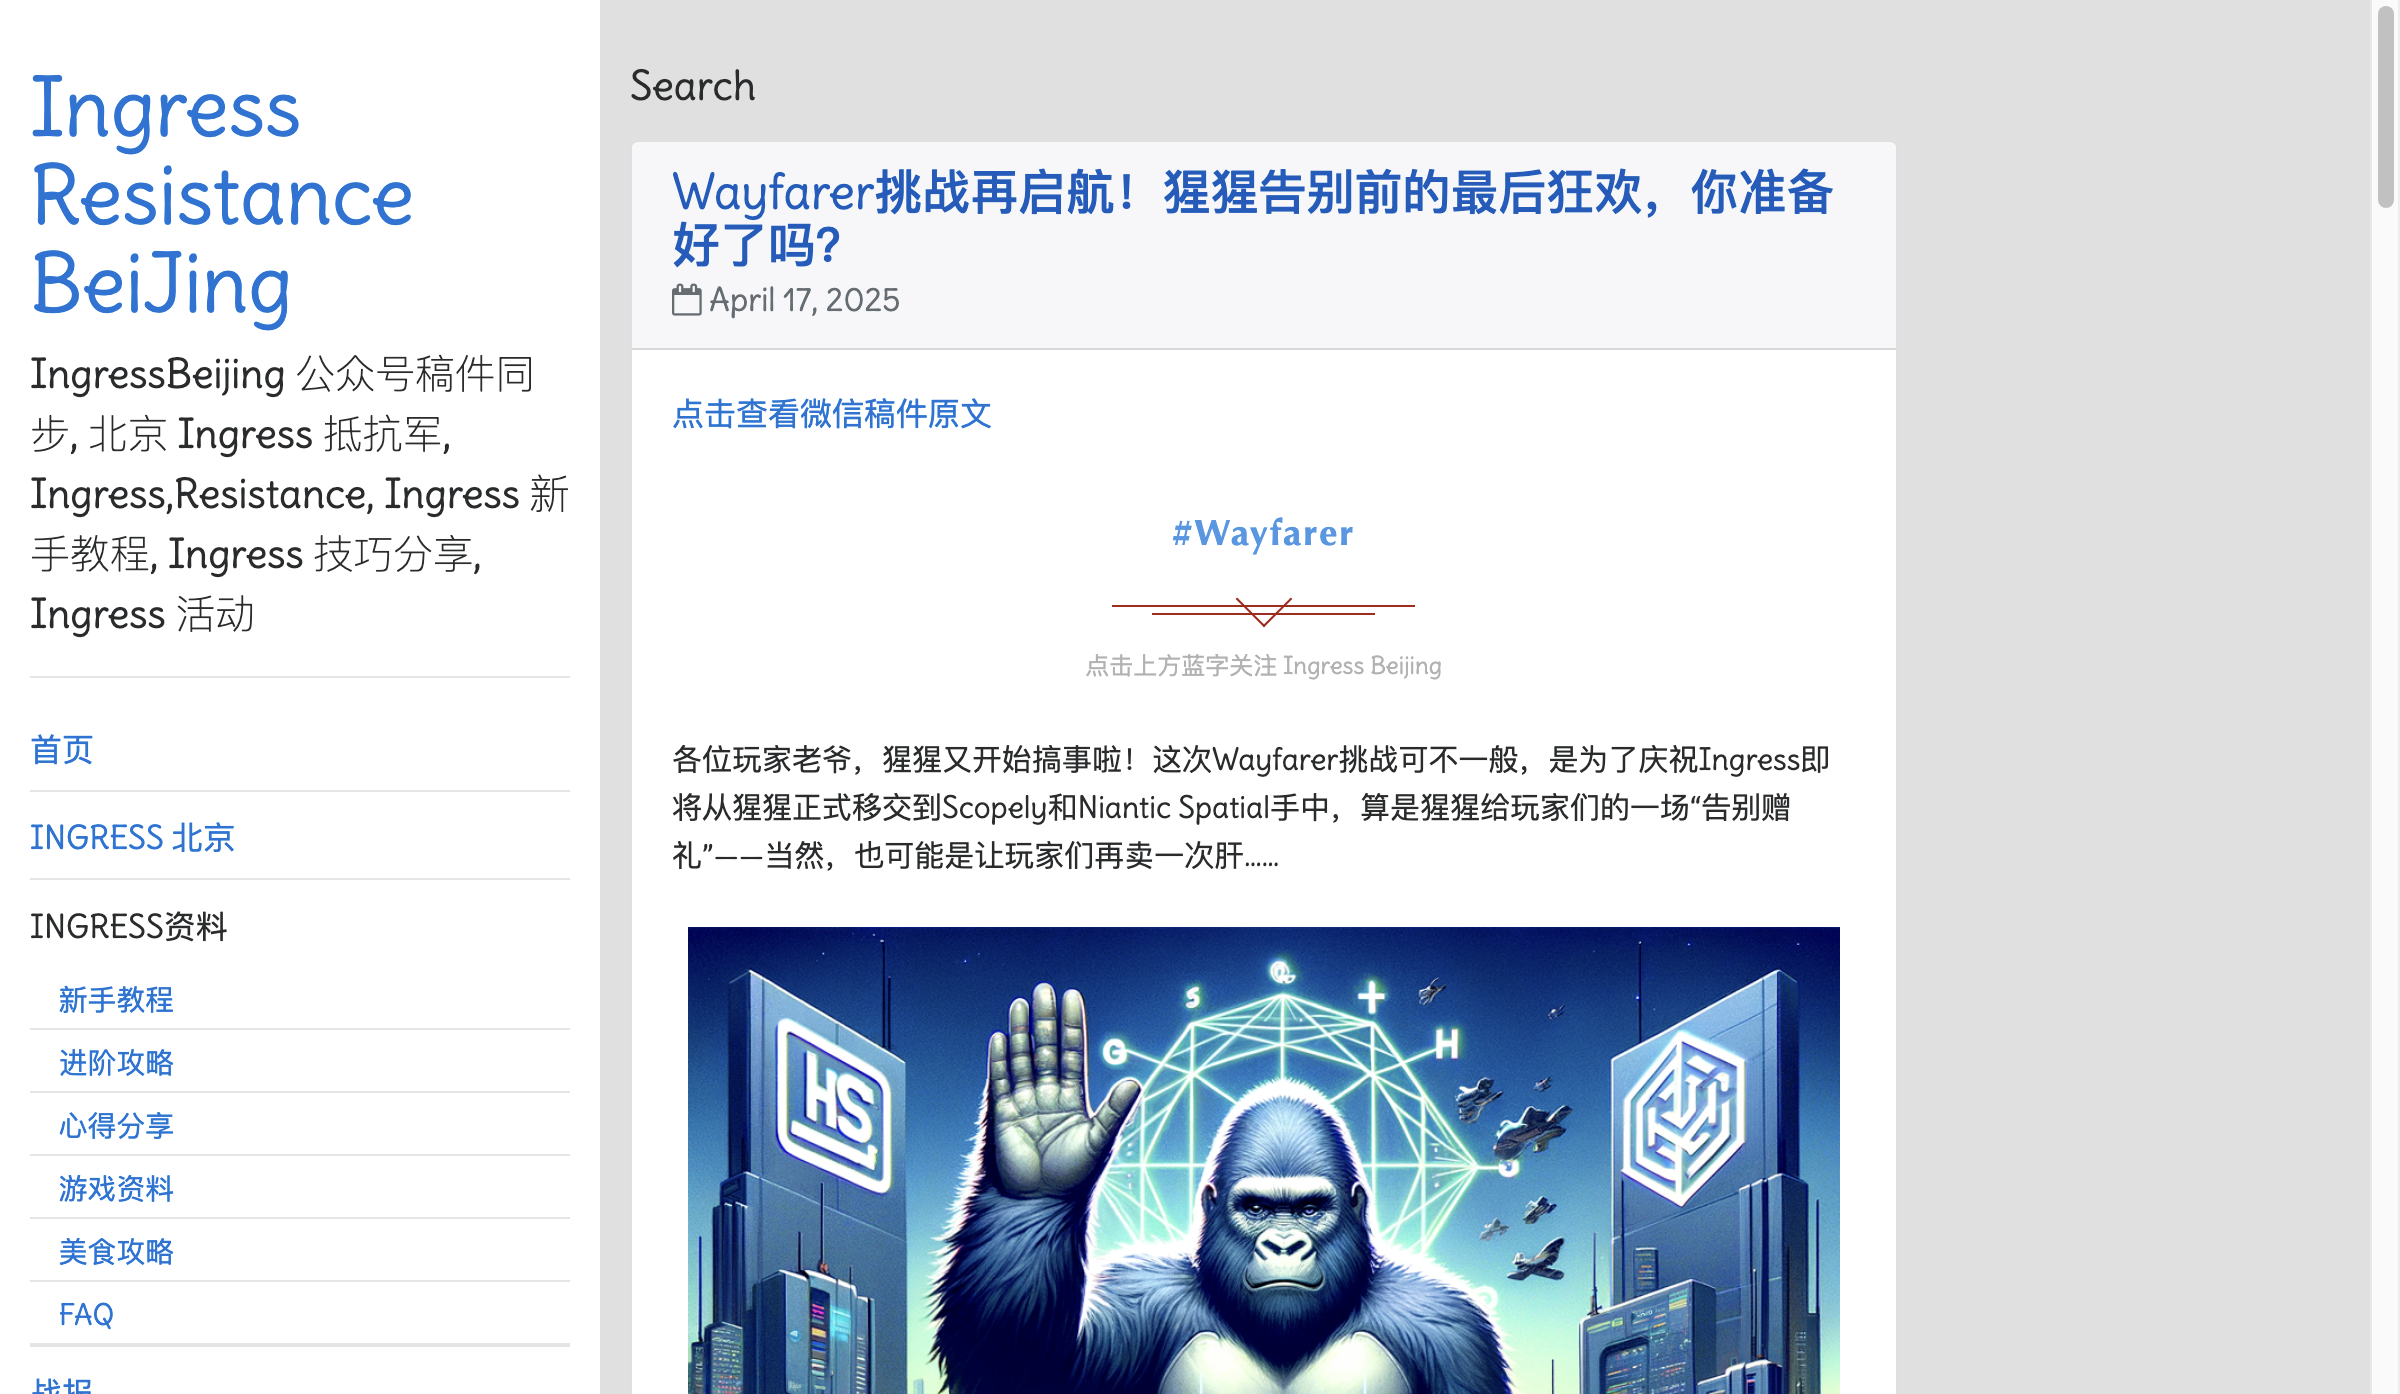 Ingress
Resistance
BeiJing
IngressBeijing 公众号稿件同
步, 北京 Ingress 抵抗军,
Ingress,Resistance, Ingress 新
手教程, Ingress 技巧分享,
Ingress 活动
首页
INGRESS 北京
INGRESS资料
新手教程
进阶攻略
心得分享
游戏资料
美食攻略
FAQ
战报
Search
Wayfarer挑战再启航！猩猩告别前的最后狂欢，你准备
好了吗?
April 17, 2025
点击查看微信稿件原文
#Wayfarer
点击上方蓝字关注 Ingress Beijing
各位玩家老爷，猩猩又开始搞事啦！这次Wayfarer挑战可不一般，是为了庆祝Ingress即
将从猩猩正式移交到Scopely和Niantic Spatial手中，算是猩猩给玩家们的一场“告别赠
礼”——当然，也可能是让玩家们再卖一次肝……
S @ + G H
HS